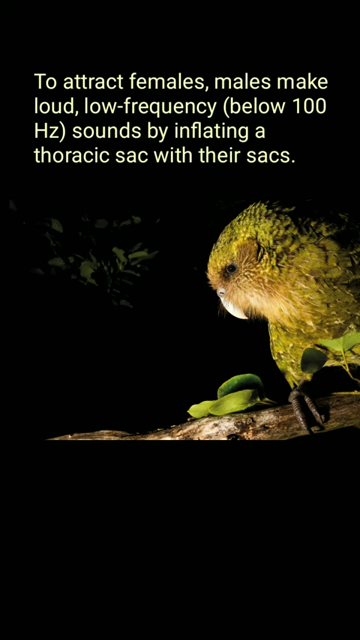 To attract females, males make
loud, low-frequency (below 100
Hz) sounds by inflating a
thoracic sac with their sacs.